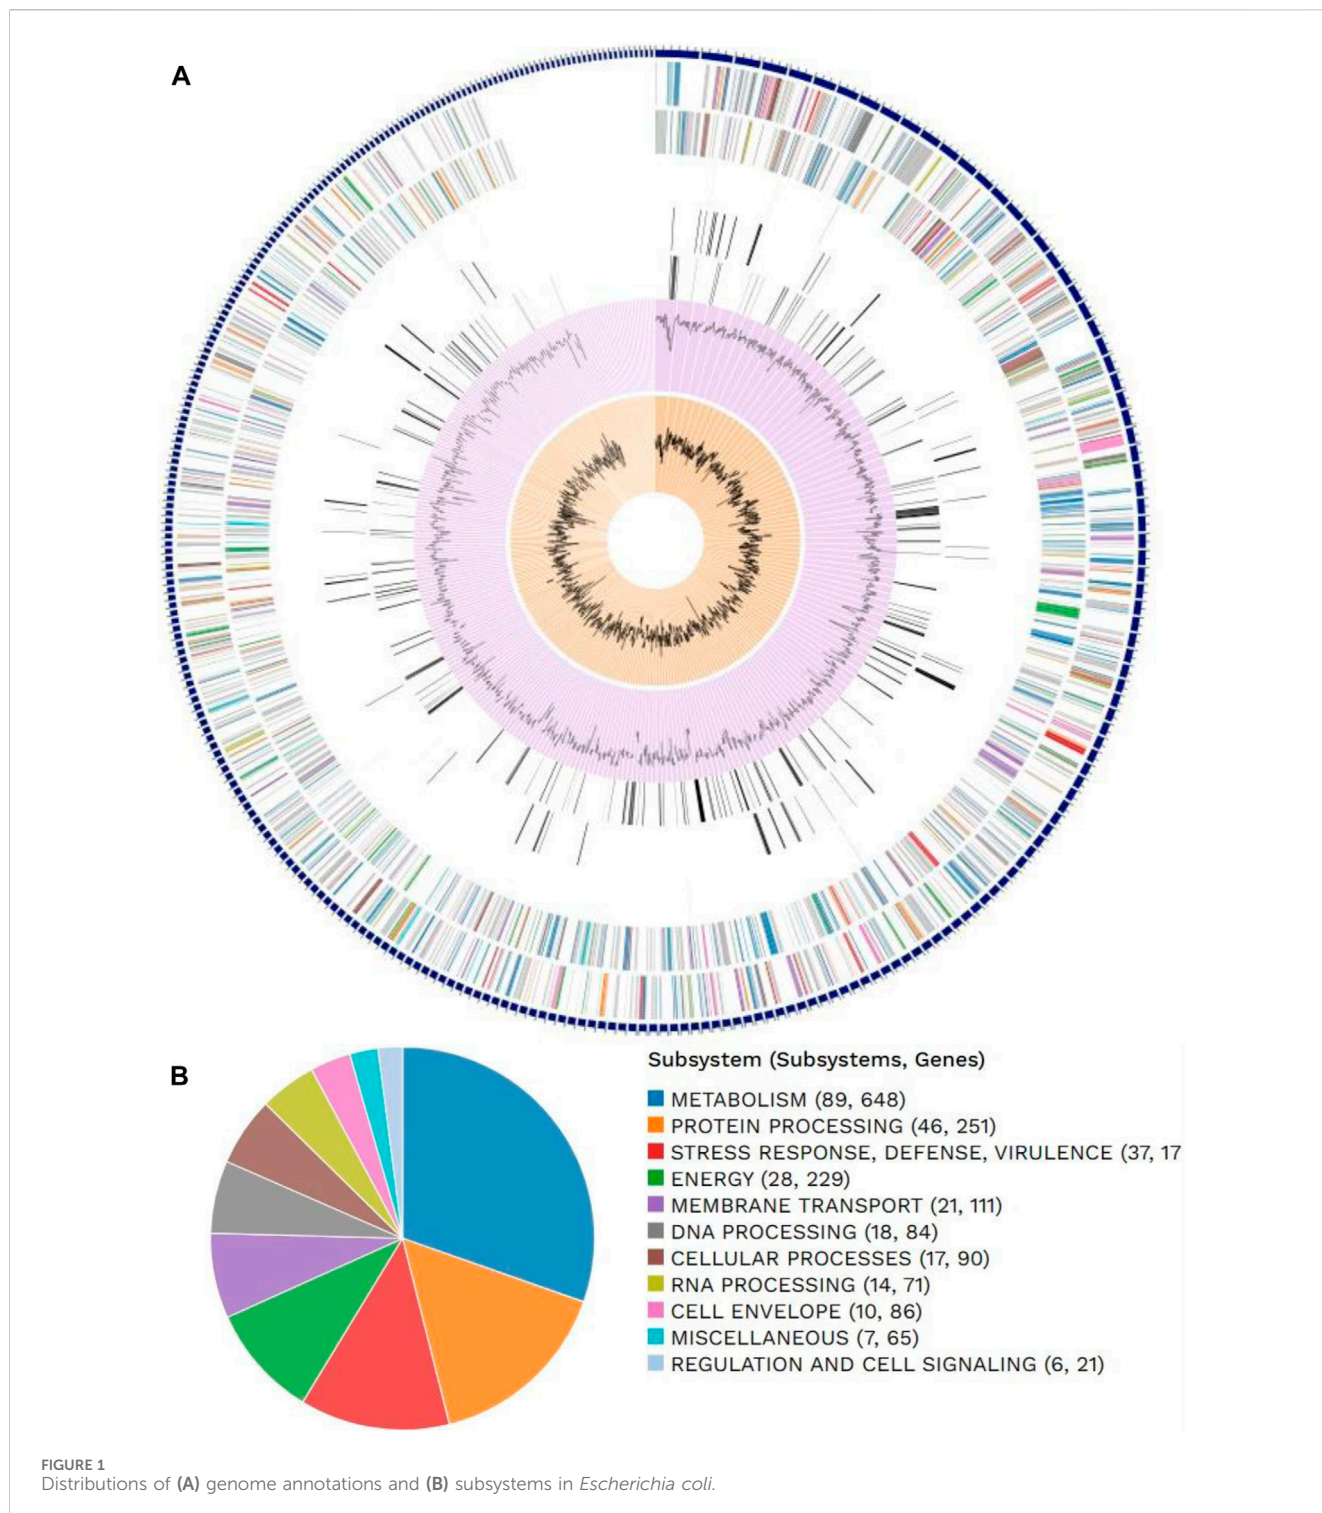 A
B
Subsystem (Subsystems, Genes)
METABOLISM (89, 648)
PROTEIN PROCESSING (46, 251)
STRESS RESPONSE, DEFENSE, VIRULENCE (37, 17
ENERGY (28, 229)
MEMBRANE TRANSPORT (21, 111)
DNA PROCESSING (18, 84)
CELLULAR PROCESSES (17, 90)
RNA PROCESSING (14, 71)
CELL ENVELOPE (10, 86)
MISCELLANEOUS (7, 65)
REGULATION AND CELL SIGNALING (6, 21)
FIGURE 1
Distributions of (A) genome annotations and (B) subsystems in Escherichia coli.